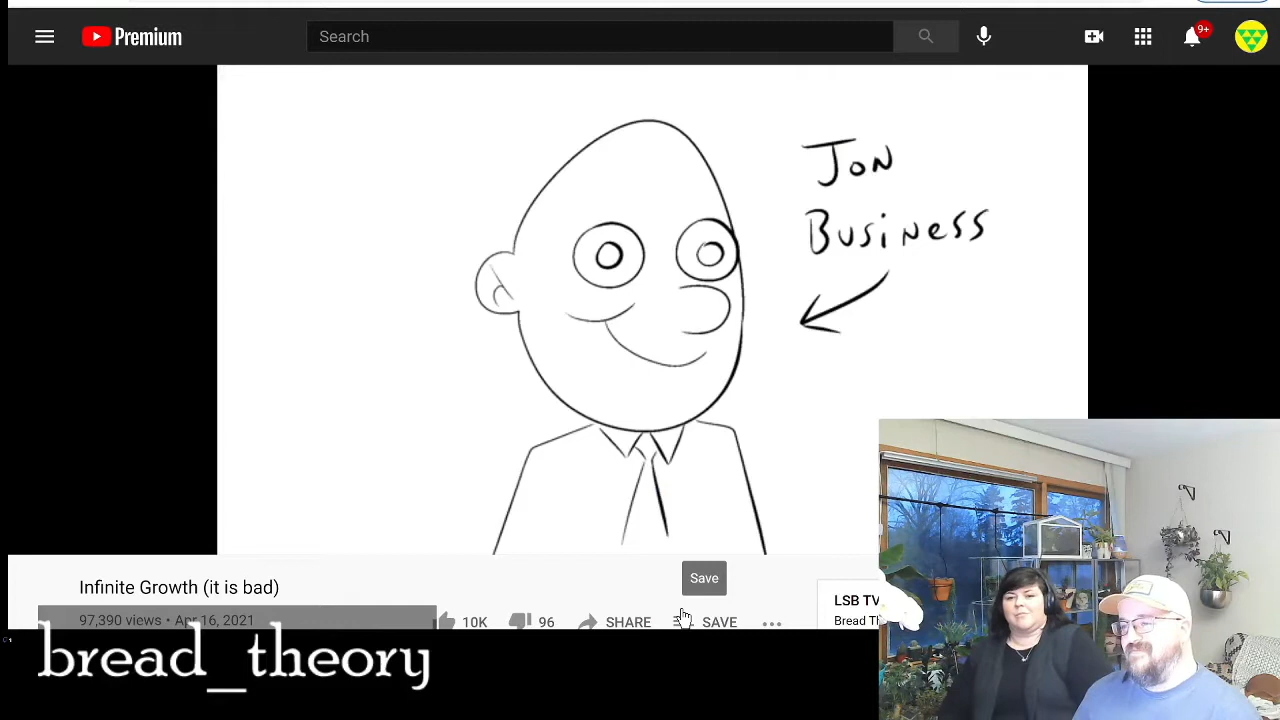 Premium
Search
9+
Jon
Business
Save
Infinite Growth (it is bad)
97,390 views • Apr 16, 2021
10K
96
SHARE
SAVE
LSB TV
bread_theory